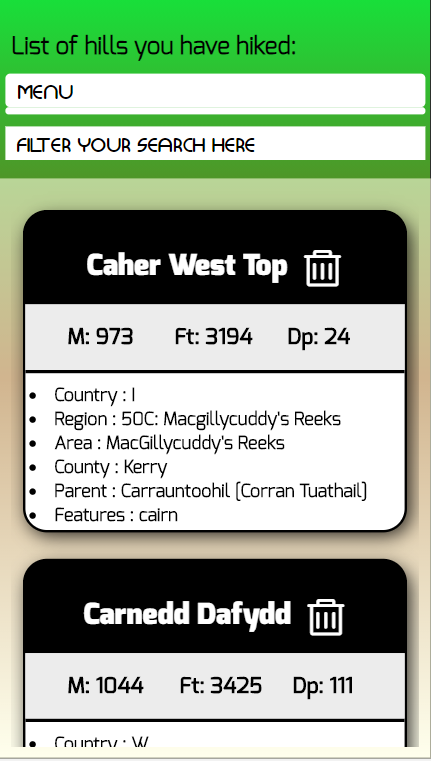 List of hills you have hiked:
MENU
FILTER YOUR SEARCH HERE
Caher West Top
M: 973 Ft: 3194 Dp: 24
Country : I
Region : 50C: Macgillycuddy's Reeks
Area : MacGillycuddy's Reeks
County : Kerry
Parent : Carrauntoohil [Corran Tuathail]
Features : cairn
Carnedd Dafydd
M: 1044 Ft: 3425 Dp: 111
Country : W